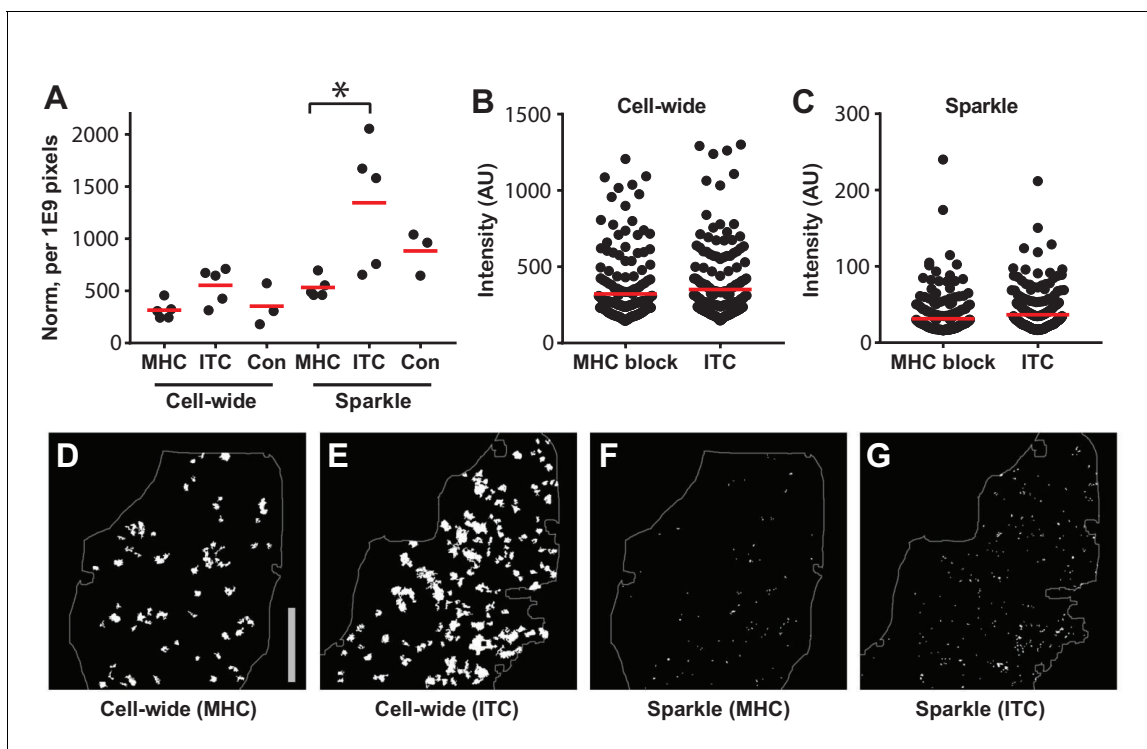 A
Norm, per 1E9 pixels
2000
1500
1000
500
0
*
MHC ITC Con MHC ITC Con
Cell-wide Sparkle
B
Cell-wide
Intensity (AU)
1500
1000
500
0
MHC block ITC
C
Sparkle
Intensity (AU)
300
200
100
0
MHC block ITC
D
Cell-wide (MHC)
E
Cell-wide (ITC)
F
Sparkle (MHC)
G
Sparkle (ITC)